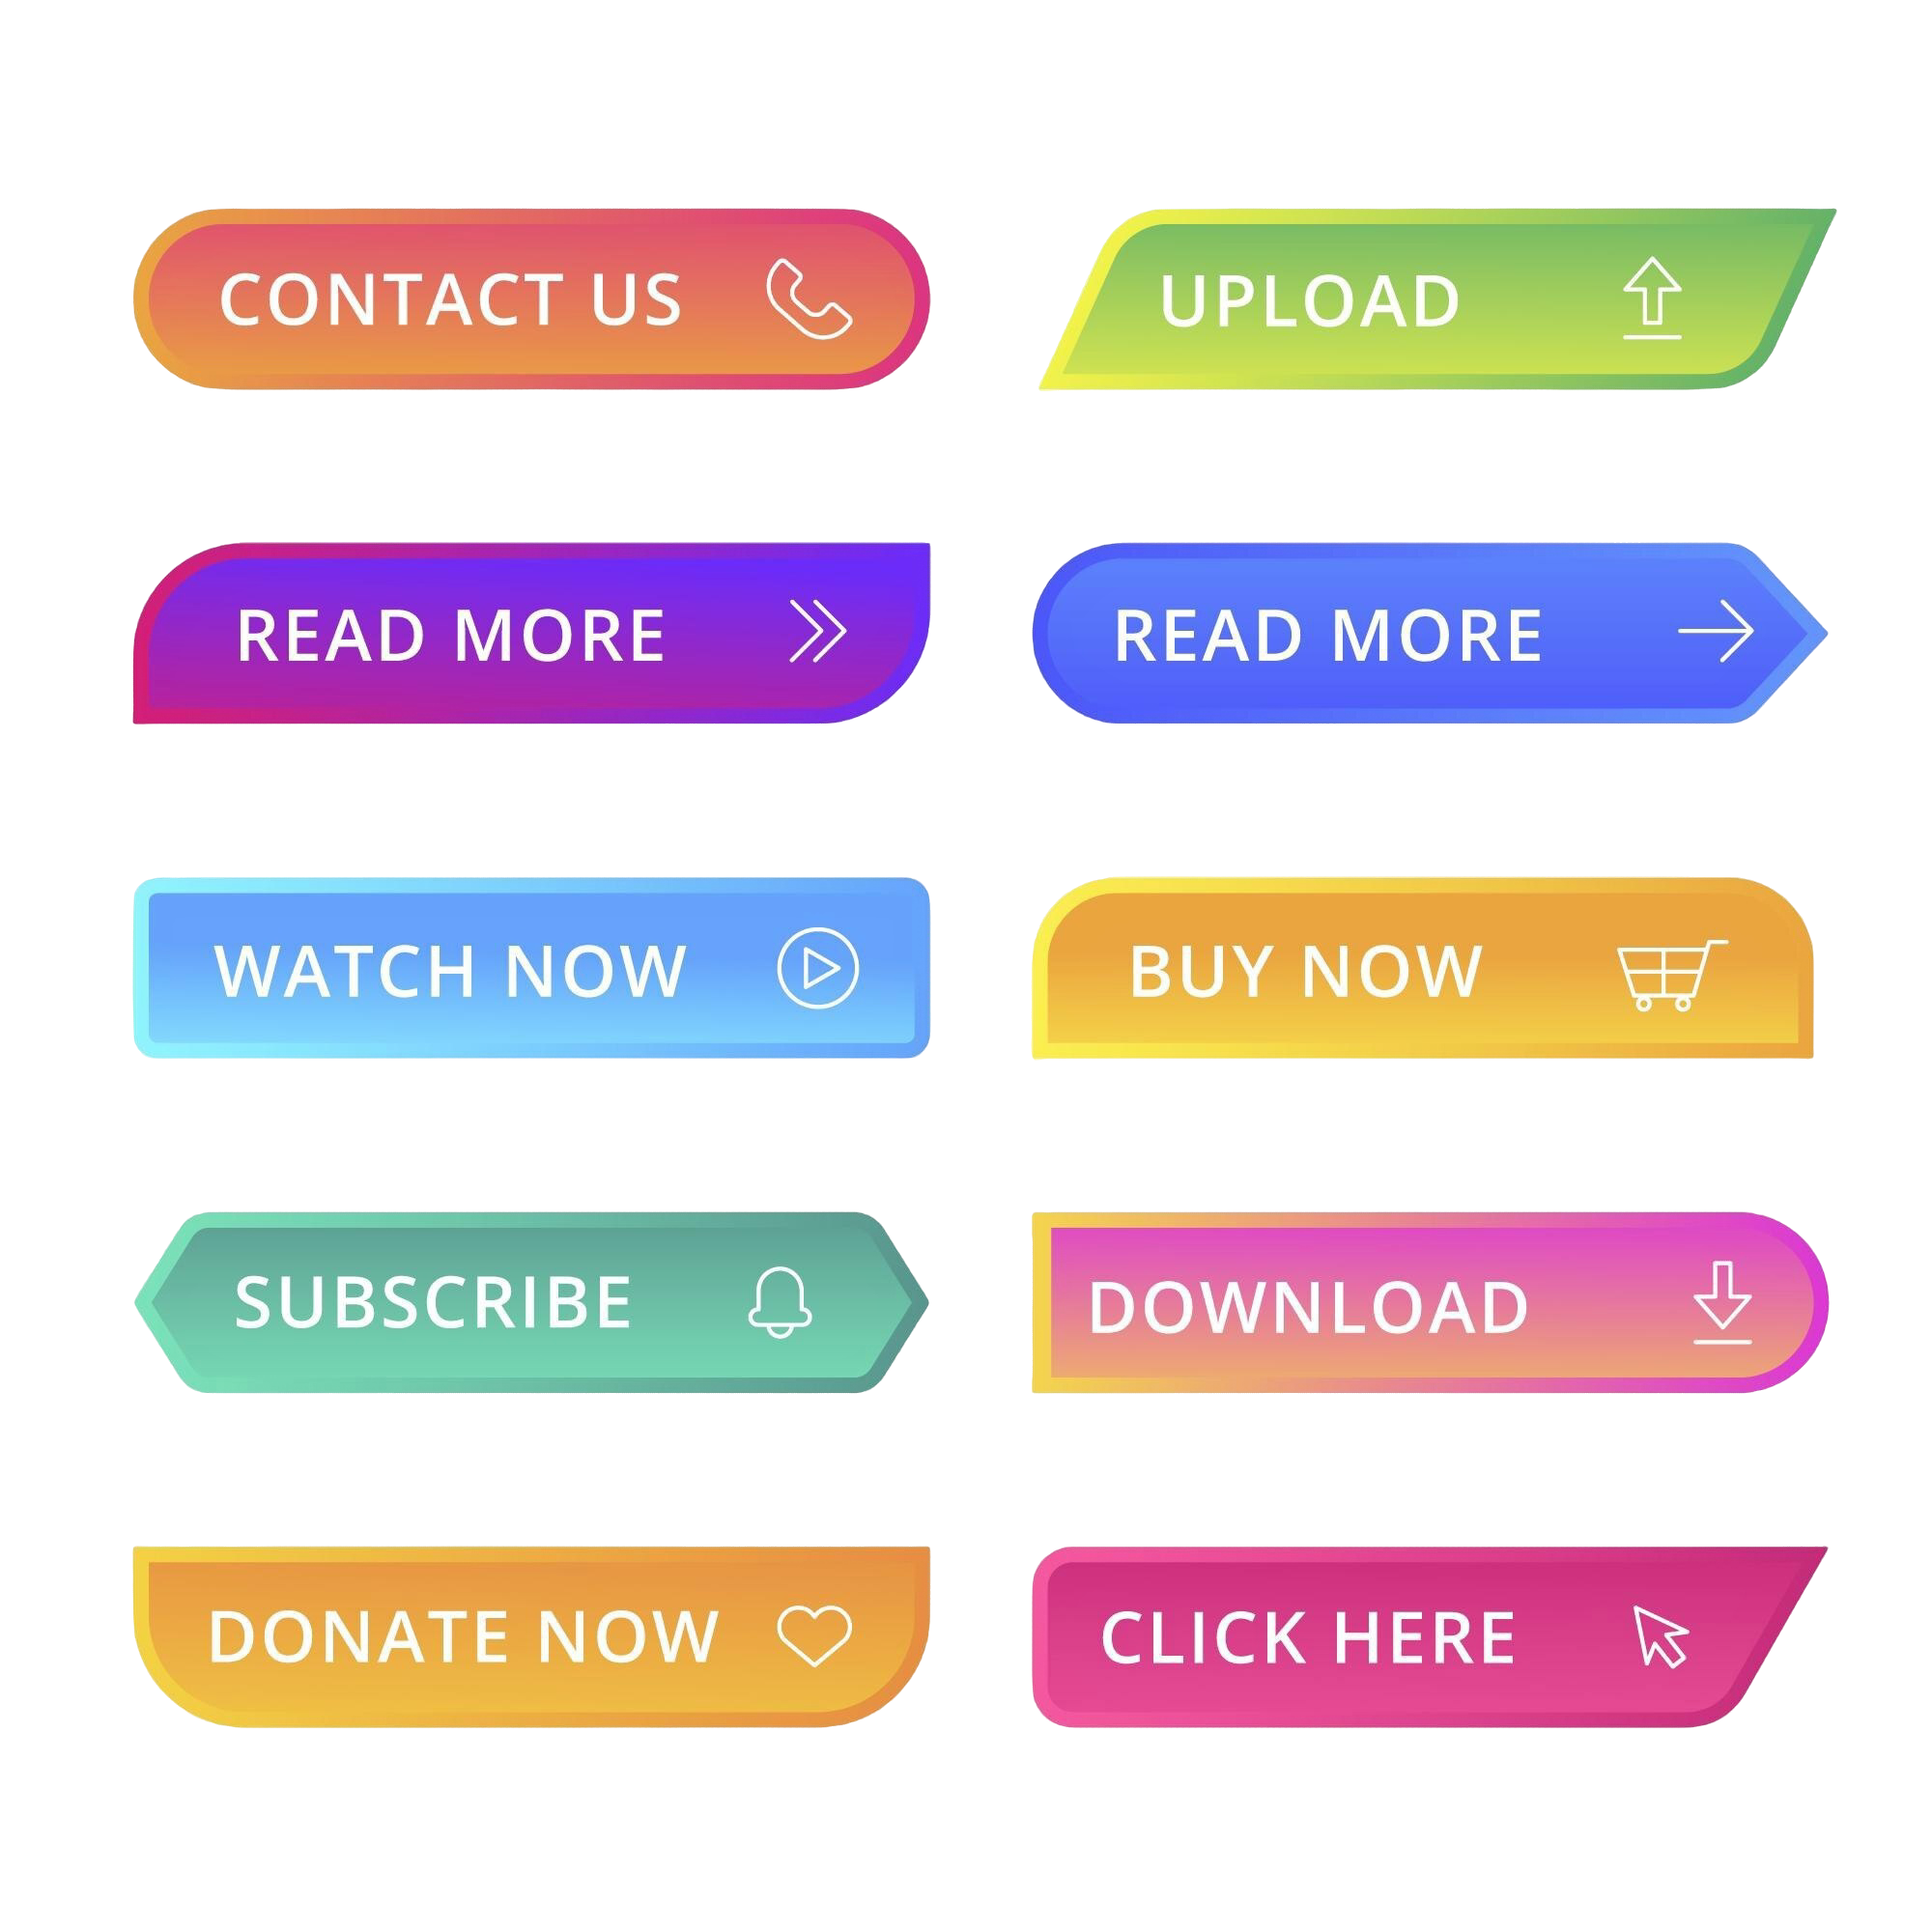 CONTACT US
UPLOAD
READ MORE
READ MORE
WATCH NOW
BUY NOW
SUBSCRIBE
DOWNLOAD
DONATE NOW
CLICK HERE